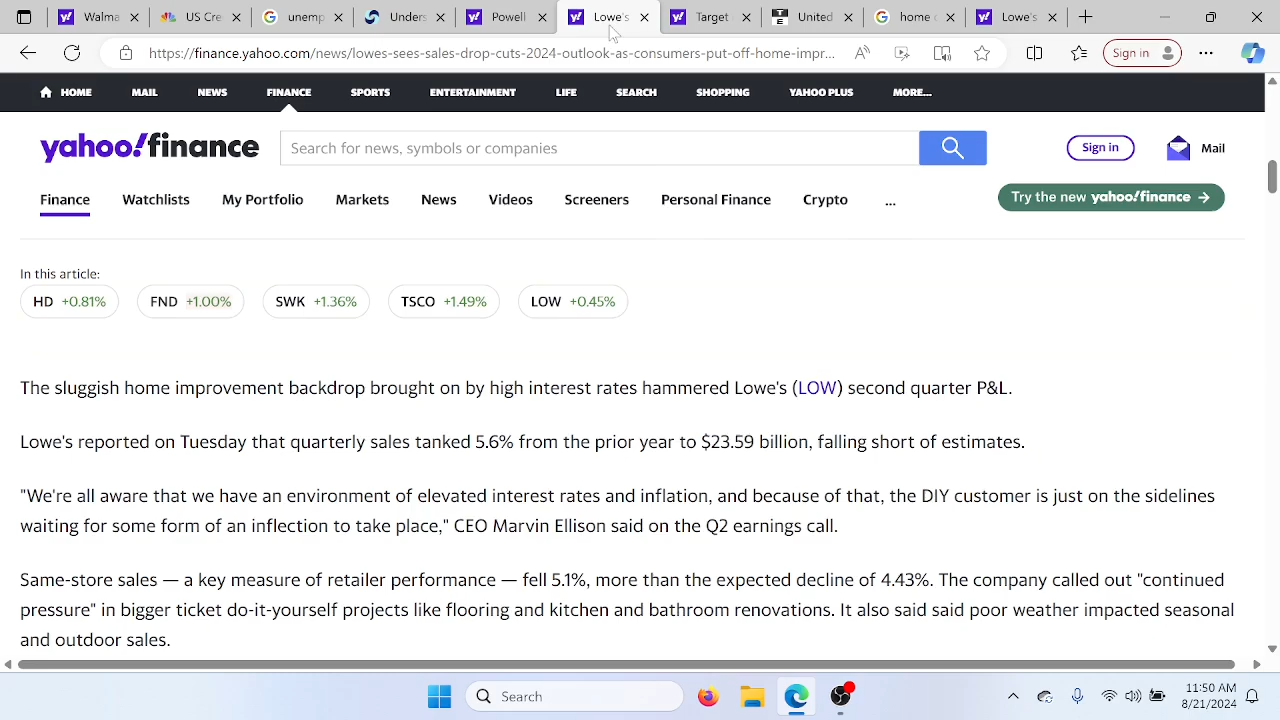 Walma
US Cre
unemp
Unders
Powell
Lowe's
Target
United
home
Lowe's
https://finance.yahoo.com/news/lowes-sees-sales-drop-cuts-2024-outlook-as-consumers-put-off-home-impr...
Sign in
HOME MAIL NEWS FINANCE SPORTS ENTERTAINMENT LIFE SEARCH SHOPPING YAHOO PLUS MORE...
yahoo!finance
Search for news, symbols or companies
Sign in
Mail
Finance Watchlists My Portfolio Markets News Videos Screeners Personal Finance Crypto ...
Try the new yahoo!finance →
In this article:
HD +0.81% FND +1.00% SWK +1.36% TSCO +1.49% LOW +0.45%
The sluggish home improvement backdrop brought on by high interest rates hammered Lowe's (LOW) second quarter P&L.
Lowe's reported on Tuesday that quarterly sales tanked 5.6% from the prior year to $23.59 billion, falling short of estimates.
"We're all aware that we have an environment of elevated interest rates and inflation, and because of that, the DIY customer is just on the sidelines
waiting for some form of an inflection to take place," CEO Marvin Ellison said on the Q2 earnings call.
Same-store sales — a key measure of retailer performance — fell 5.1%, more than the expected decline of 4.43%. The company called out "continued
pressure" in bigger ticket do-it-yourself projects like flooring and kitchen and bathroom renovations. It also said said poor weather impacted seasonal
and outdoor sales.
Search
11:50 AM
8/21/2024